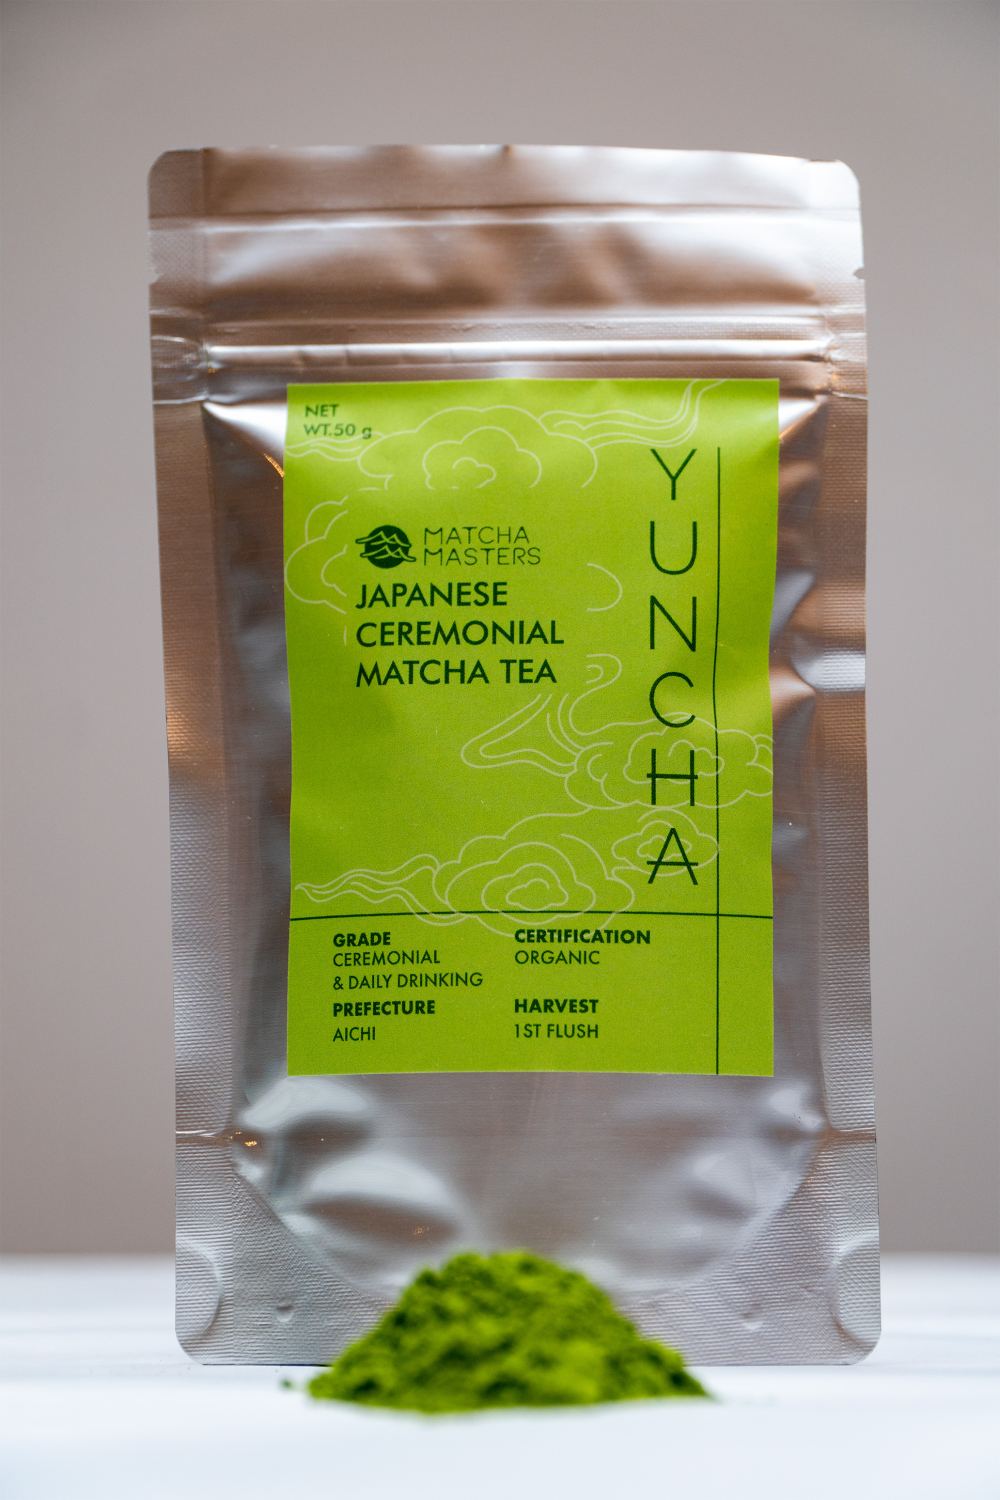 NET
WT.50 g
MATCHA
MASTERS
JAPANESE
CEREMONIAL
MATCHA TEA
YUNCHA
GRADE
CEREMONIAL
& DAILY DRINKING
PREFECTURE
AICHI
CERTIFICATION
ORGANIC
HARVEST
1ST FLUSH